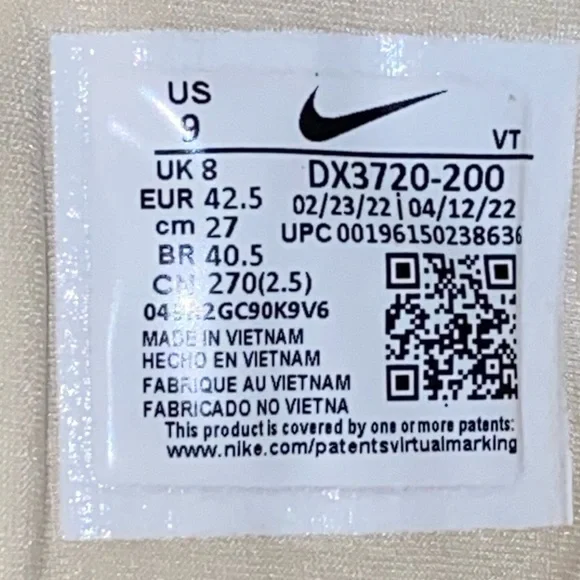 US
9
VT
UK 8
EUR 42.5
cm 27
BR 40.5
CN 270(2.5)
DX3720-200
02/23/22 04/12/22
UPC 00196150238636
MADE IN VIETNAM
HECHO EN VIETNAM
FABRIQUE AU VIETNAM
FABRICADO NO VIETNA
This product is covered by one or more patents:
www.nike.com/patentsvirtualmarking